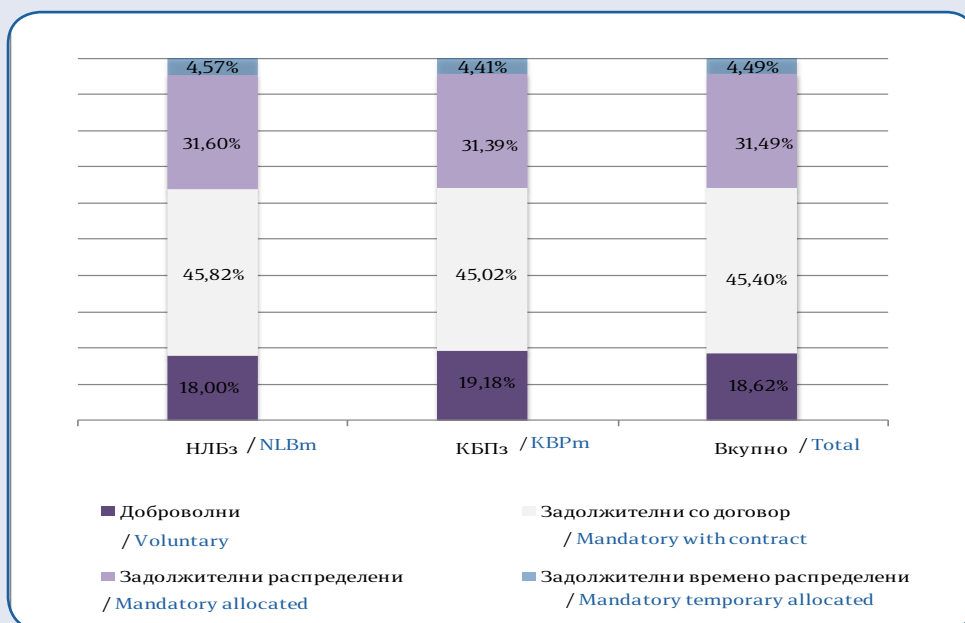 4,57% 4,41% 4,49%
31,60% 31,39% 31,49%
45,82% 45,02% 45,40%
18,00% 19,18% 18,62%
НЛБз / NLBm КБПз / KBPm Вкупно / Total
Доброволни
/ Voluntary
Задолжителни со договор
/ Mandatory with contract
Задолжителни распределени
/ Mandatory allocated
Задолжителни времено распределени
/ Mandatory temporary allocated